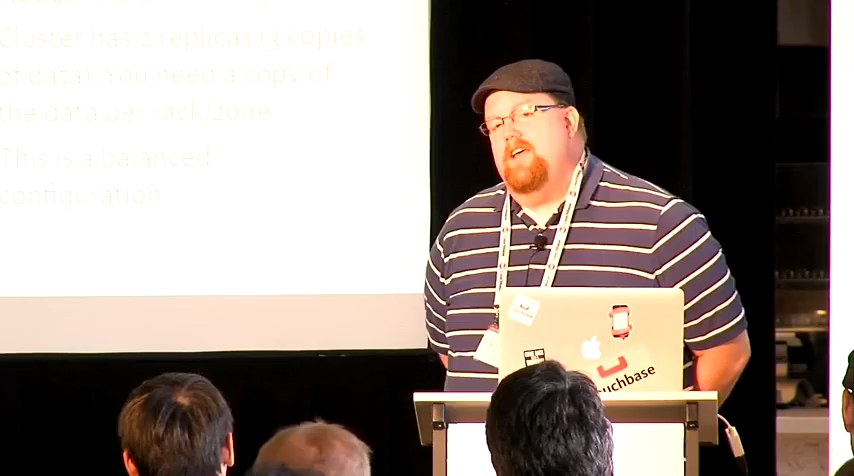 Cluster has 2 replicas (3 copies
of data). You need a copy of
the data per rack/zone
This is a balanced
configuration
uchbase